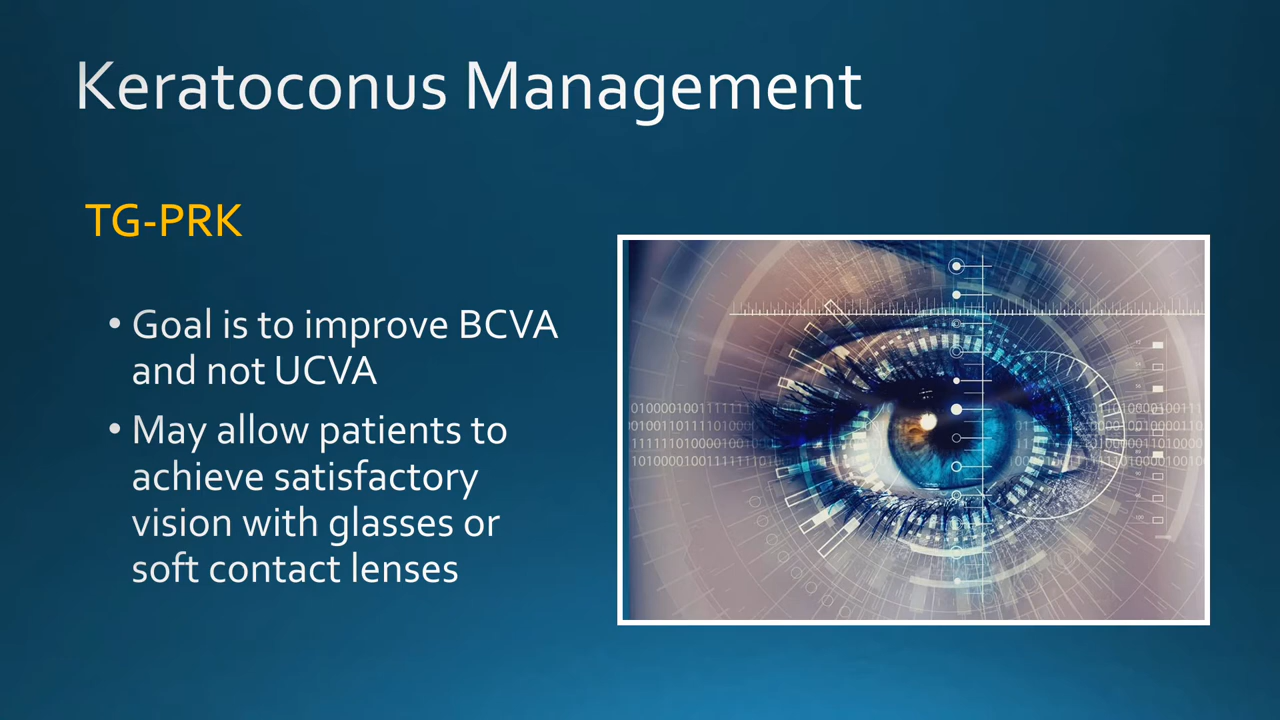 Keratoconus Management
TG-PRK
• Goal is to improve BCVA
and not UCVA
• May allow patients to
achieve satisfactory
vision with glasses or
soft contact lenses